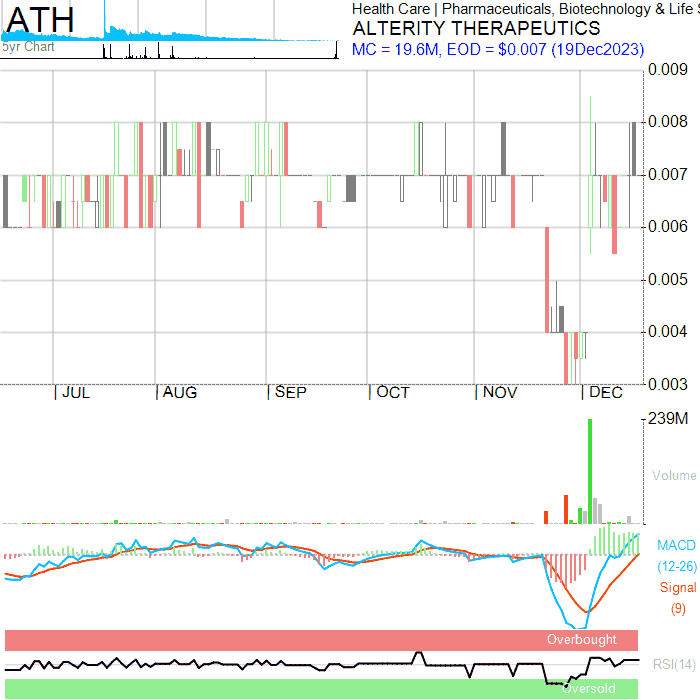 ATH
5yr Chart
Health Care | Pharmaceuticals, Biotechnology & Life S
ALTERITY THERAPEUTICS
MC = 19.6M, EOD = $0.007 (19Dec2023)
0.009
0.008
0.007
0.006
0.005
0.004
0.003
JUL AUG SEP OCT NOV DEC
239M
Volume
MACD
(12-26)
Signal
(9)
Overbought
RSI(14)
Oversold